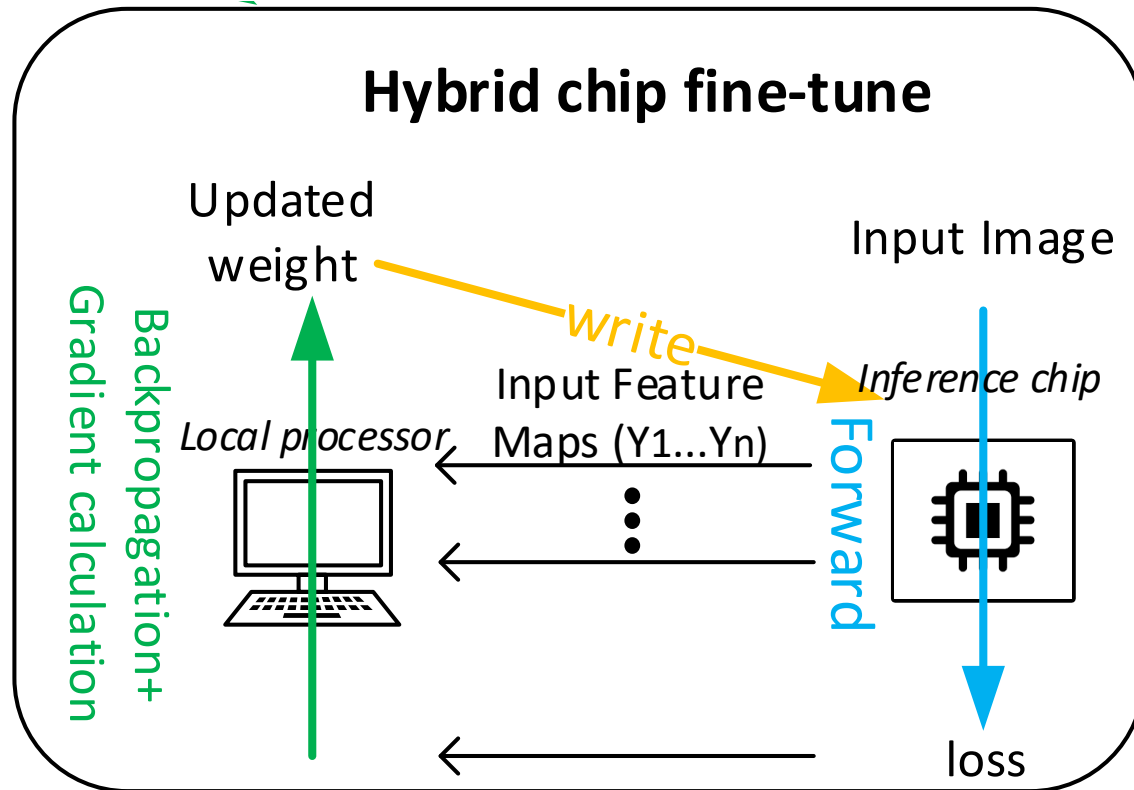 Hybrid chip fine-tune
Updated
weight
Input Image
write
Inference chip
Input Feature
Maps (Y1...Yn)
Local processor
Forward
Backpropagation+
Gradient calculation
loss